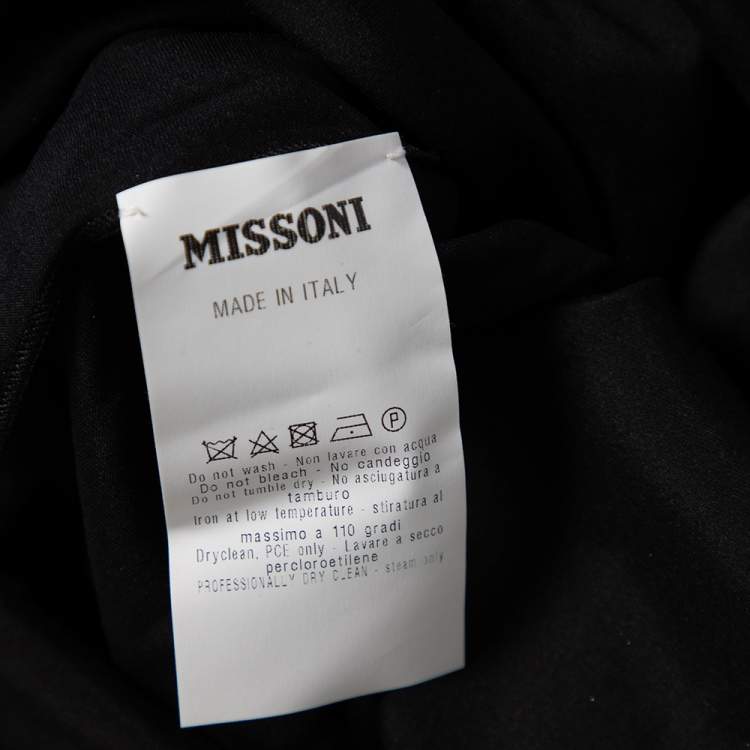 MISSONI
MADE IN ITALY
P
Do not wash - Non lavare con acqua
Do not bleach - No candeggio
Do not tumble dry - No asciugatura a
tamburo
Iron at low temperature - stiratura al
massimo a 110 gradi
Dryclean, PCE only - Lavare a secco
percloroetilene
PROFESSIONALLY DRY CLEAN - steam only